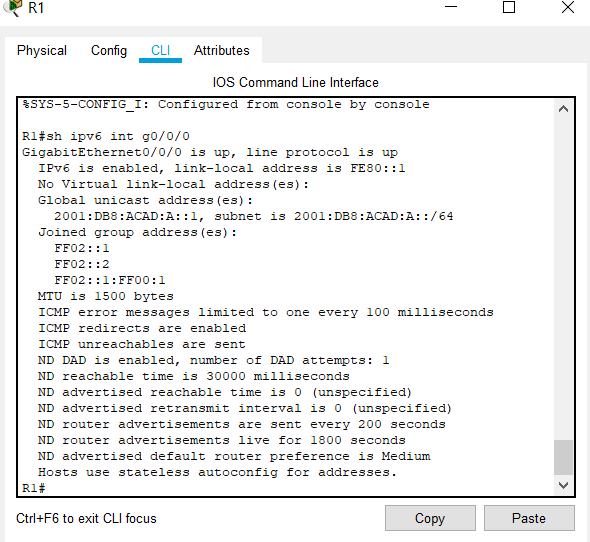 R1
Physical Config CLI Attributes
IOS Command Line Interface
%SYS-5-CONFIG_I: Configured from console by console
R1#sh ipv6 int g0/0/0
GigabitEthernet0/0/0 is up, line protocol is up
IPv6 is enabled, link-local address is FE80::1
No Virtual link-local address(es):
Global unicast address(es):
2001:DB8:ACAD:A::1, subnet is 2001:DB8:ACAD:A::/64
Joined group address(es):
FF02::1
FF02::2
FF02::1:FF00:1
MTU is 1500 bytes
ICMP error messages limited to one every 100 milliseconds
ICMP redirects are enabled
ICMP unreachables are sent
ND DAD is enabled, number of DAD attempts: 1
ND reachable time is 30000 milliseconds
ND advertised reachable time is 0 (unspecified)
ND advertised retransmit interval is 0 (unspecified)
ND router advertisements are sent every 200 seconds
ND router advertisements live for 1800 seconds
ND advertised default router preference is Medium
Hosts use stateless autoconfig for addresses.
R1#
Ctrl+F6 to exit CLI focus
Copy Paste